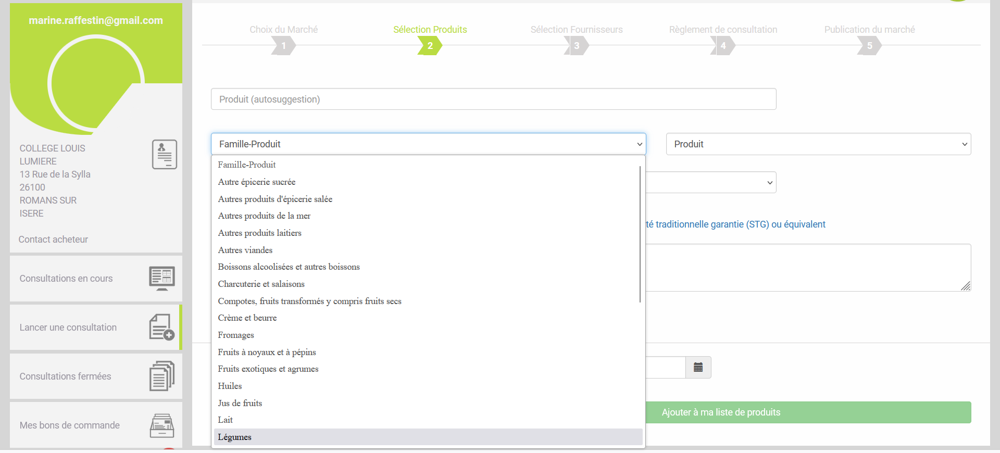 marine.raffestin@gmail.com
COLLEGE LOUIS
LUMIERE
13 Rue de la Sylla
26100
ROMANS SUR
ISERE
Contact acheteur
Consultations en cours
Lancer une consultation
Consultations fermées
Mes bons de commande
Choix du Marché
1
Sélection Produits
2
Sélection Fournisseurs
3
Règlement de consultation
4
Publication du marché
5
Produit (autosuggestion)
Famille-Produit
Produit
Famille-Produit
Autre épicerie sucrée
Autres produits d'épicerie salée
Autres produits de la mer
Autres produits laitiers
té traditionnelle garantie (STG) ou équivalent
Autres viandes
Boissons alcoolisées et autres boissons
Charcuterie et salaisons
Compotes, fruits transformés y compris fruits secs
Crème et beurre
Fromages
Fruits à noyaux et à pépins
Fruits exotiques et agrumes
Huiles
Jus de fruits
Lait
Légumes
Ajouter à ma liste de produits